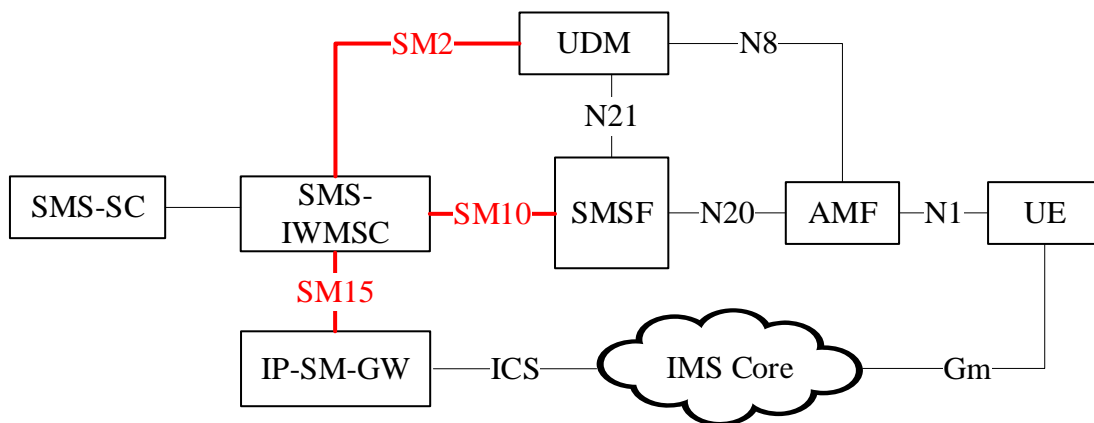 SM2
UDM
N8
N21
SMS-SC
SMS-
IWMSC
SM10
SMSF
N20
AMF
N1
UE
SM15
IP-SM-GW
ICS
IMS Core
Gm